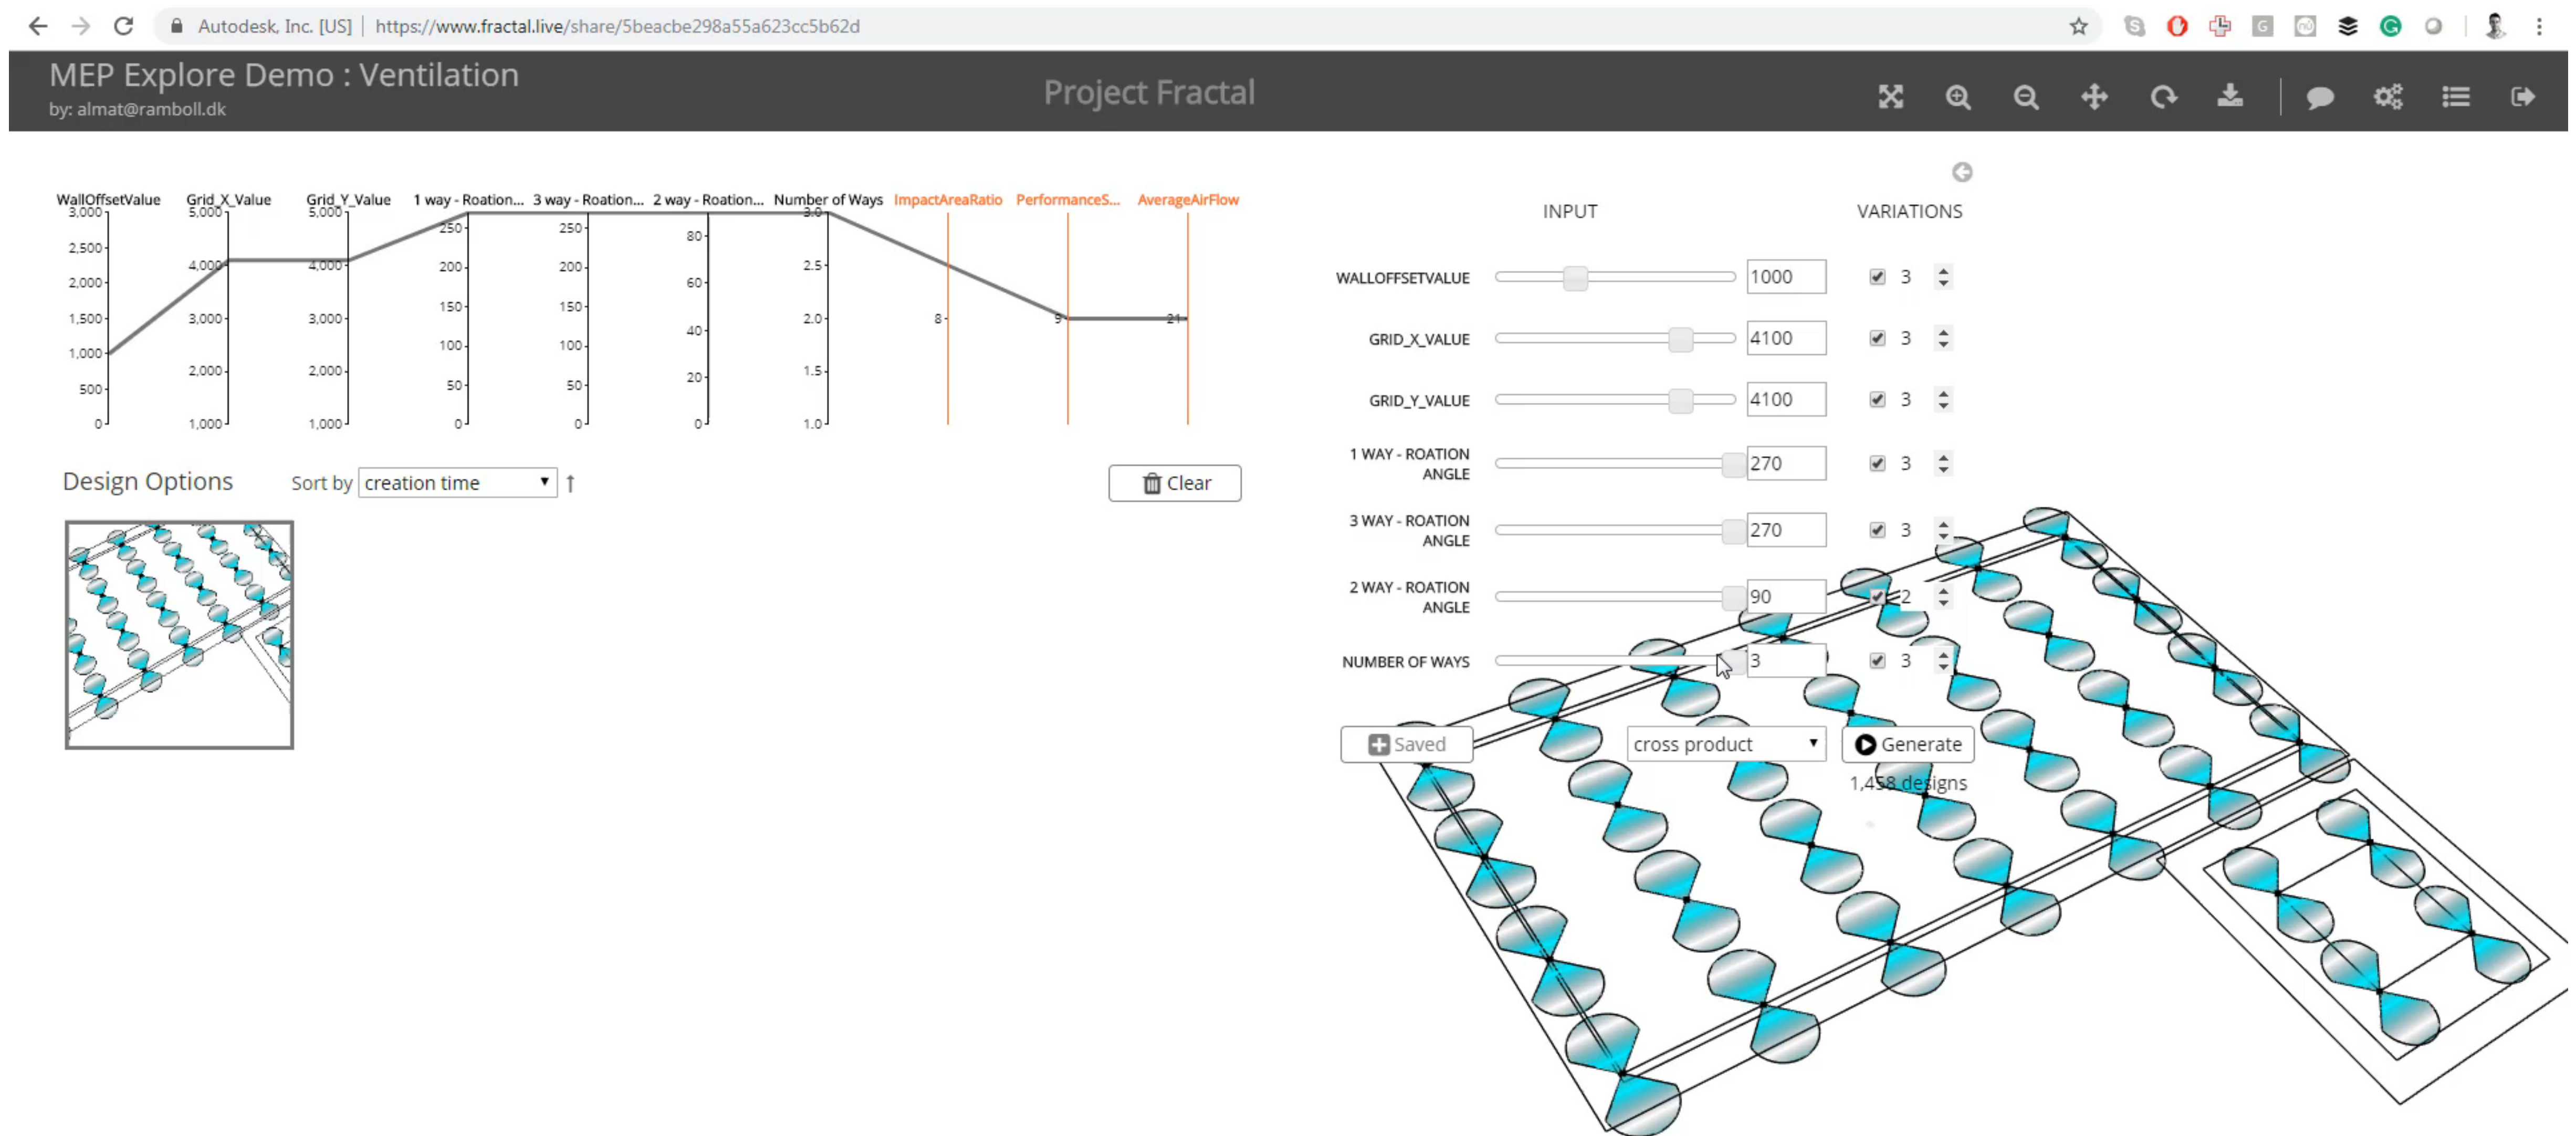 Autodesk, Inc. [US] | https://www.fractal.live/share/5beacbe298a55a623cc5b62d
MEP Explore Demo : Ventilation
by: almat@ramboll.dk
Project Fractal
WallOffsetValue Grid_X_Value Grid_Y_Value 1 way - Roation... 3 way - Roation... 2 way - Roation... Number of Ways ImpactAreaRatio PerformanceS... AverageAirFlow
3,000 5,000 5,000 3.0
2,500 4,000 4,000 250 250 80 2.5
2,000 200 200 60
1,500 3,000 3,000 150 150 2.0 8 9 21
1,000 100 100 40
500 2,000 2,000 50 50 20 1.5
0 1,000 1,000 0 0 0 1.0
Design Options Sort by creation time ↑ Clear
INPUT VARIATIONS
WALLOFFSETVALUE 1000 3
GRID_X_VALUE 4100 3
GRID_Y_VALUE 4100 3
1 WAY - ROATION
ANGLE 270 3
3 WAY - ROATION
ANGLE 270 3
2 WAY - ROATION
ANGLE 90 2
NUMBER OF WAYS 3 3
Saved cross product Generate
1,458 designs